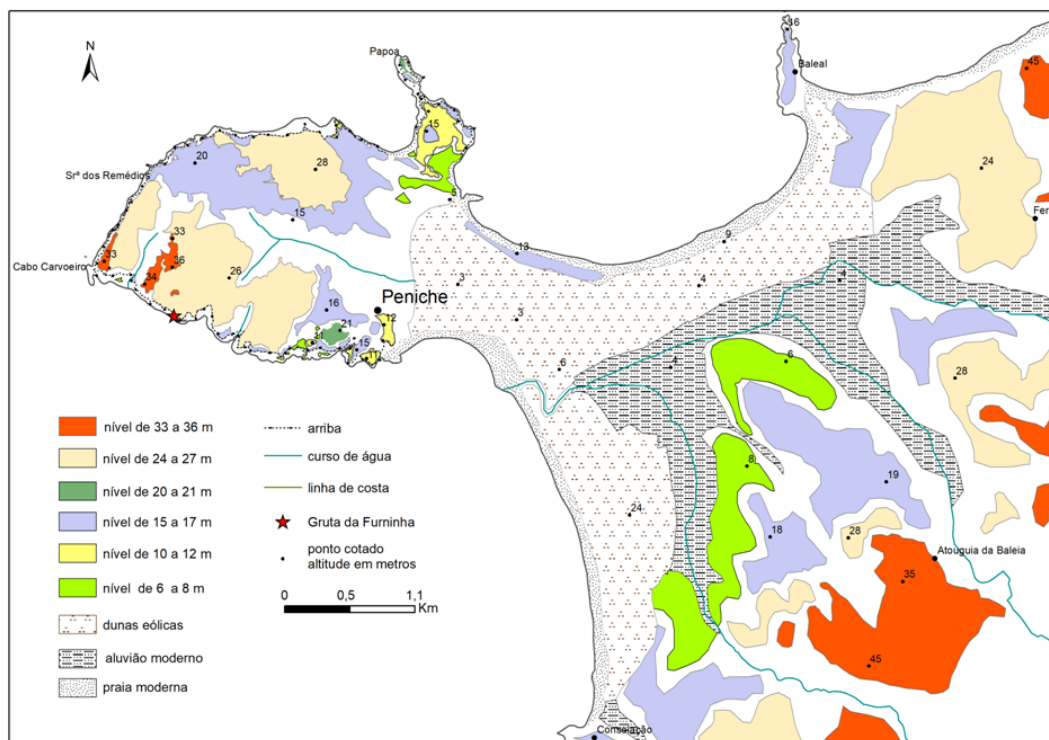 16
Baleal
45
N
Papoa
15
24
20
28
Srª dos Remédios
5
Fer
15
9
13
33
33
Cabo Carvoeiro
36
34
26
3
4
4
16
Peniche
3
12
21
11
15
6
4
6
28
nível de 33 a 36 m
arriba
nível de 24 a 27 m
curso de água
8
19
nível de 20 a 21 m
linha de costa
nível de 15 a 17 m
Gruta da Furninha
24
18
28
nível de 10 a 12 m
ponto cotado
altitude em metros
Atouguia da Baleia
35
nível de 6 a 8 m
0 0,5 1,1
Km
dunas eólicas
aluvião moderno
45
praia moderna
Consolação